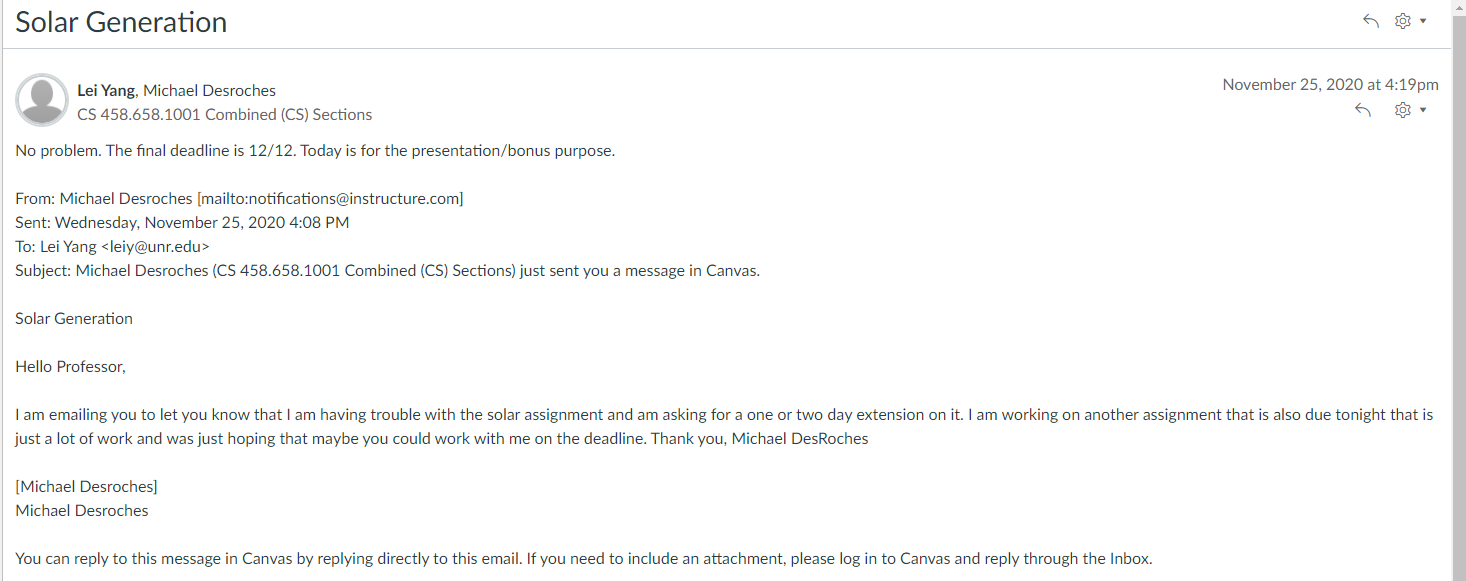 Solar Generation
Lei Yang, Michael Desroches
November 25, 2020 at 4:19pm
CS 458.658.1001 Combined (CS) Sections
No problem. The final deadline is 12/12. Today is for the presentation/bonus purpose.
From: Michael Desroches [mailto:notifications@instructure.com]
Sent: Wednesday, November 25, 2020 4:08 PM
To: Lei Yang <leiy@unr.edu>
Subject: Michael Desroches (CS 458.658.1001 Combined (CS) Sections) just sent you a message in Canvas.
Solar Generation
Hello Professor,
I am emailing you to let you know that I am having trouble with the solar assignment and am asking for a one or two day extension on it. I am working on another assignment that is also due tonight that is
just a lot of work and was just hoping that maybe you could work with me on the deadline. Thank you, Michael DesRoches
[Michael Desroches]
Michael Desroches
You can reply to this message in Canvas by replying directly to this email. If you need to include an attachment, please log in to Canvas and reply through the Inbox.